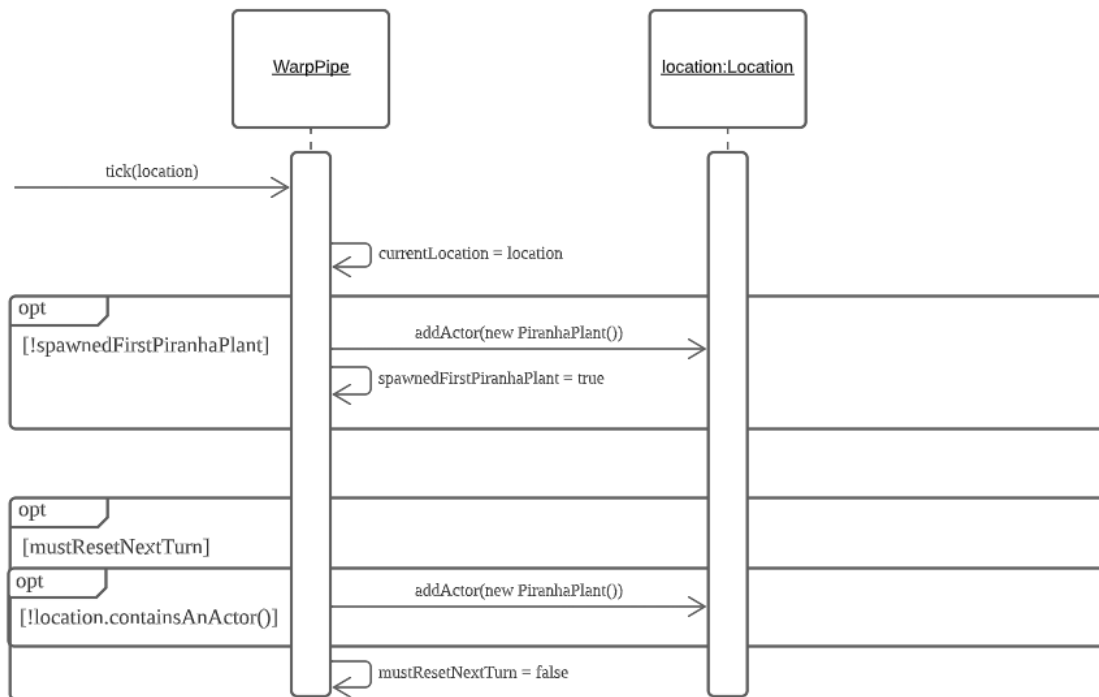 WarpPipe
location:Location
tick(location)
currentLocation = location
opt
[!spawnedFirstPiranhaPlant]
addActor(new PiranhaPlant())
spawnedFirstPiranhaPlant = true
opt
[mustResetNextTurn]
opt
[!location.containsAnActor()]
addActor(new PiranhaPlant())
mustResetNextTurn = false